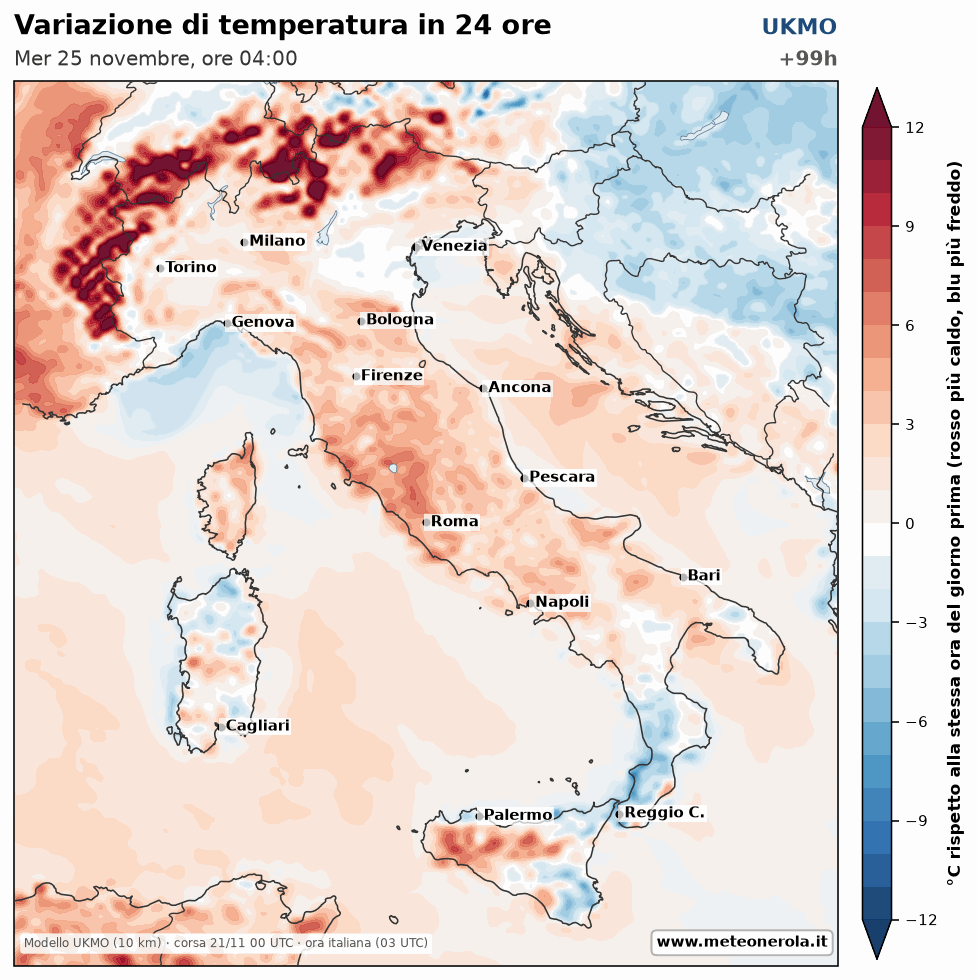 Variazione di temperatura in 24 ore
UKMO
Mer 25 novembre, ore 04:00
+99h
12
9
6
3
0
−3
−6
−9
−12
°C rispetto alla stessa ora del giorno prima (rosso più caldo, blu più freddo)
Milano
Venezia
Torino
Genova
Bologna
Firenze
Ancona
Pescara
Roma
Bari
Napoli
Cagliari
Palermo
Reggio C.
Modello UKMO (10 km) · corsa 21/11 00 UTC · ora italiana (03 UTC)
www.meteonerola.it